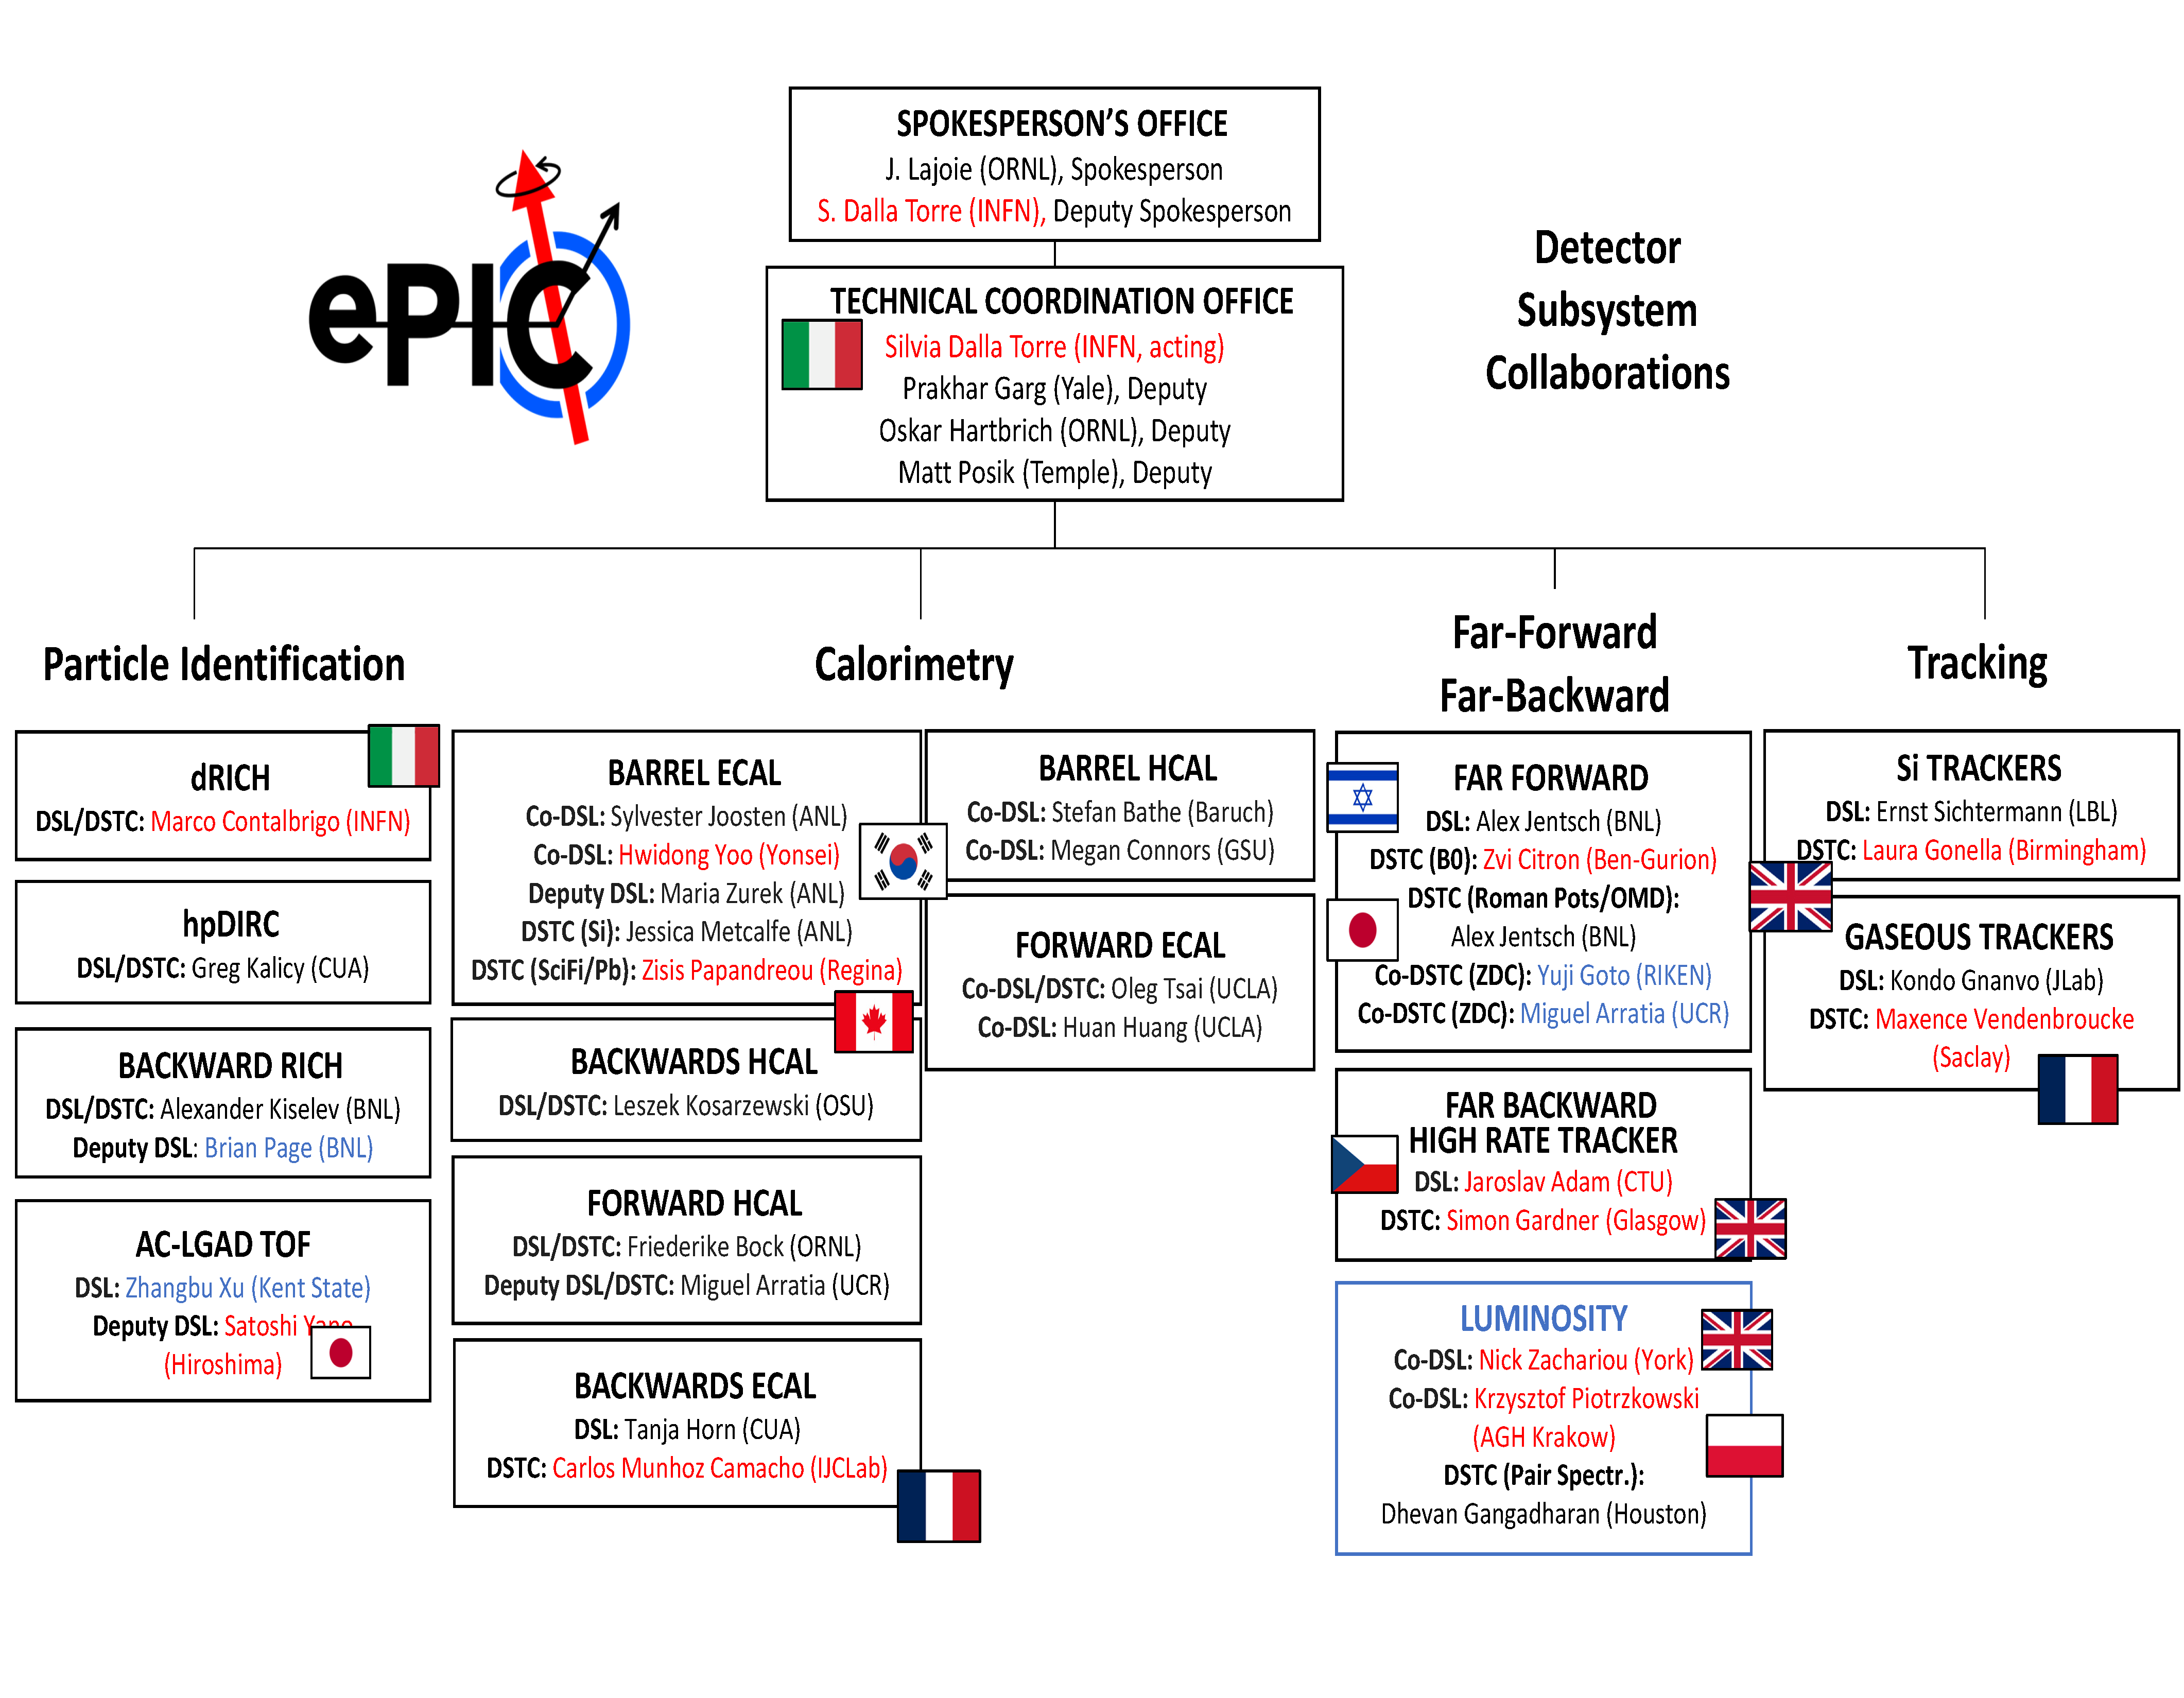 SPOKESPERSON’S OFFICE
J. Lajoie (ORNL), Spokesperson
S. Dalla Torre (INFN), Deputy Spokesperson
ePIC
TECHNICAL COORDINATION OFFICE
Silvia Dalla Torre (INFN, acting)
Prakhar Garg (Yale), Deputy
Oskar Hartbrich (ORNL), Deputy
Matt Posik (Temple), Deputy
Detector
Subsystem
Collaborations
Particle Identification
dRICH
DSL/DSTC: Marco Contalbrigo (INFN)
hpDIRC
DSL/DSTC: Greg Kalicy (CUA)
BACKWARD RICH
DSL/DSTC: Alexander Kiselev (BNL)
Deputy DSL: Brian Page (BNL)
AC-LGAD TOF
DSL: Zhangbu Xu (Kent State)
Deputy DSL: Satoshi Yano
(Hiroshima)
Calorimetry
BARREL ECAL
Co-DSL: Sylvester Joosten (ANL)
Co-DSL: Hwidong Yoo (Yonsei)
Deputy DSL: Maria Zurek (ANL)
DSTC (Si): Jessica Metcalfe (ANL)
DSTC (SciFi/Pb): Zisis Papandreou (Regina)
BACKWARDS HCAL
DSL/DSTC: Leszek Kosarzewski (OSU)
FORWARD HCAL
DSL/DSTC: Friederike Bock (ORNL)
Deputy DSL/DSTC: Miguel Arratia (UCR)
BACKWARDS ECAL
DSL: Tanja Horn (CUA)
DSTC: Carlos Munhoz Camacho (IJCLab)
BARREL HCAL
Co-DSL: Stefan Bathe (Baruch)
Co-DSL: Megan Connors (GSU)
FORWARD ECAL
Co-DSL/DSTC: Oleg Tsai (UCLA)
Co-DSL: Huan Huang (UCLA)
Far-Forward
Far-Backward
FAR FORWARD
DSL: Alex Jentsch (BNL)
DSTC (B0): Zvi Citron (Ben-Gurion)
DSTC (Roman Pots/OMD):
Alex Jentsch (BNL)
Co-DSTC (ZDC): Yuji Goto (RIKEN)
Co-DSTC (ZDC): Miguel Arratia (UCR)
FAR BACKWARD
HIGH RATE TRACKER
DSL: Jaroslav Adam (CTU)
DSTC: Simon Gardner (Glasgow)
LUMINOSITY
Co-DSL: Nick Zachariou (York)
Co-DSL: Krzysztof Piotrzkowski
(AGH Krakow)
DSTC (Pair Spectr.):
Dhevan Gangadharan (Houston)
Tracking
Si TRACKERS
DSL: Ernst Sichtermann (LBL)
DSTC: Laura Gonella (Birmingham)
GASEOUS TRACKERS
DSL: Kondo Gnanvo (JLab)
DSTC: Maxence Vendenbroucke
(Saclay)